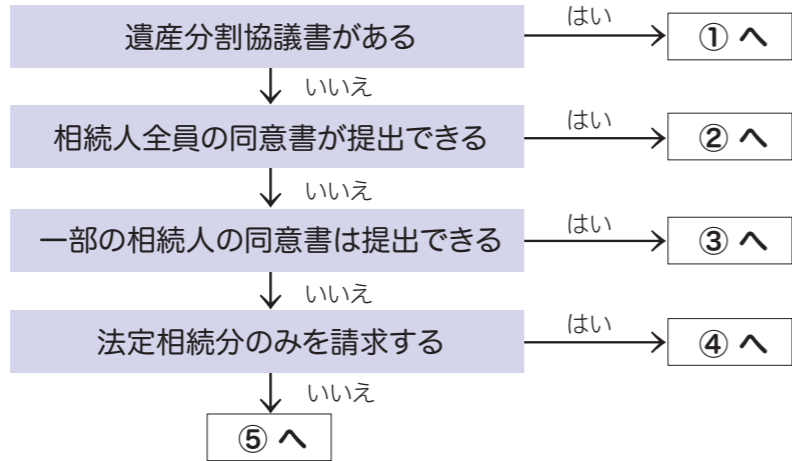 遺産分割協議書がある
はい
① へ
いいえ
相続人全員の同意書が提出できる
はい
② へ
いいえ
一部の相続人の同意書は提出できる
はい
③ へ
いいえ
法定相続分のみを請求する
はい
④ へ
いいえ
⑤ へ